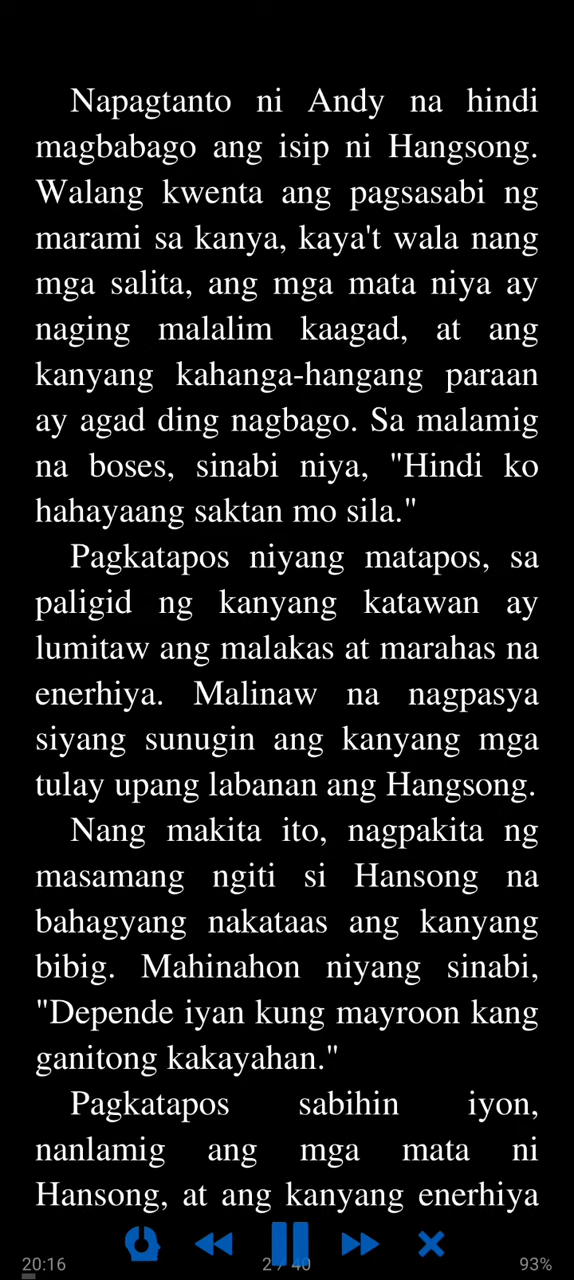 Napagtanto ni Andy na hindi
magbabago ang isip ni Hangsong.
Walang kwenta ang pagsasabi ng
marami sa kanya, kaya't wala nang
mga salita, ang mga mata niya ay
naging malalim kaagad, at ang
kanyang kahanga-hangang paraan
ay agad ding nagbago. Sa malamig
na boses, sinabi niya, "Hindi ko
hahayaang saktan mo sila."
Pagkatapos niyang matapos, sa
paligid ng kanyang katawan ay
lumitaw ang malakas at marahas na
enerhiya. Malinaw na nagpasya
siyang sunugin ang kanyang mga
tulay upang labanan ang Hangsong.
Nang makita ito, nagpakita ng
masamang ngiti si Hansong na
bahagyang nakataas ang kanyang
bibig. Mahinahon niyang sinabi,
"Depende iyan kung mayroon kang
ganitong kakayahan."
Pagkatapos sabihin iyon,
nanlamig ang mga mata ni
Hansong, at ang kanyang enerhiya
20:16 2 / 40 93%